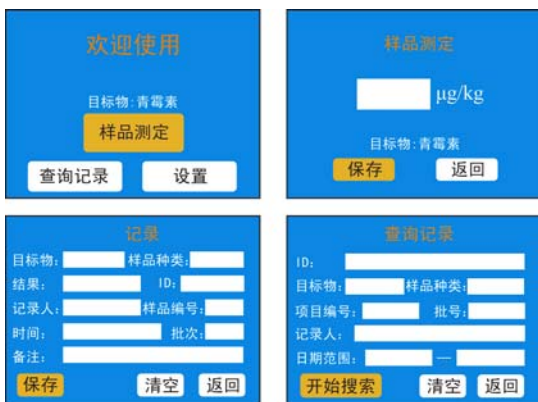 欢迎使用
目标物:青霉素
样品测定
查询记录 设置
样品测定
μg/kg
目标物:青霉素
保存 返回
记录
目标物: 样品种类:
结果: ID:
记录人: 样品编号:
时间: 批次:
备注:
保存 清空 返回
查询记录
ID:
目标物: 样品种类:
项目编号: 批号:
记录人:
日期范围: —
开始搜索 清空 返回